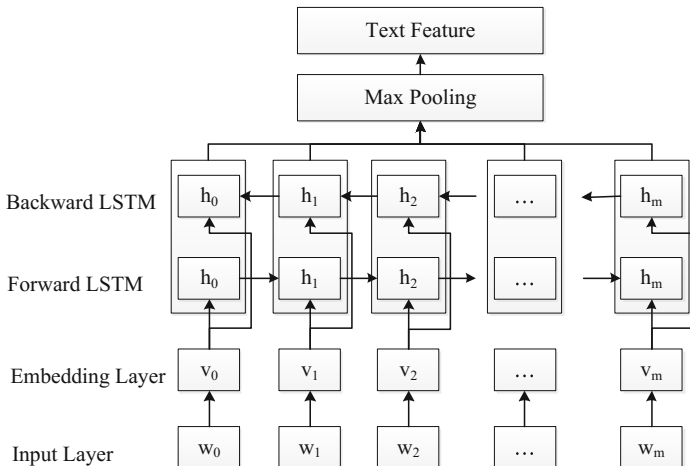 Text Feature
Max Pooling
Backward LSTM h₀ h₁ h₂ … hₘ
Forward LSTM h₀ h₁ h₂ … hₘ
Embedding Layer v₀ v₁ v₂ … vₘ
Input Layer w₀ w₁ w₂ … wₘ